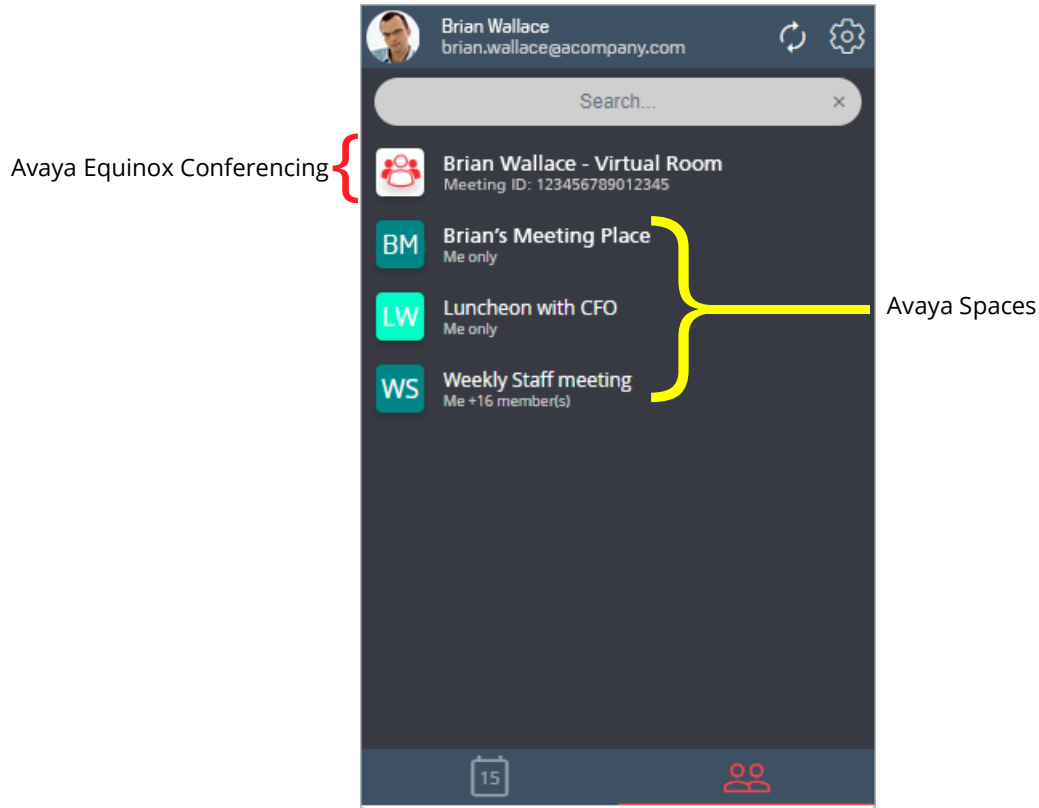 Brian Wallace
brian.wallace@acompany.com
Search...
Avaya Equinox Conferencing
Brian Wallace - Virtual Room
Meeting ID: 123456789012345
BM
Brian’s Meeting Place
Me only
Avaya Spaces
LW
Luncheon with CFO
Me only
WS
Weekly Staff meeting
Me +16 member(s)
15